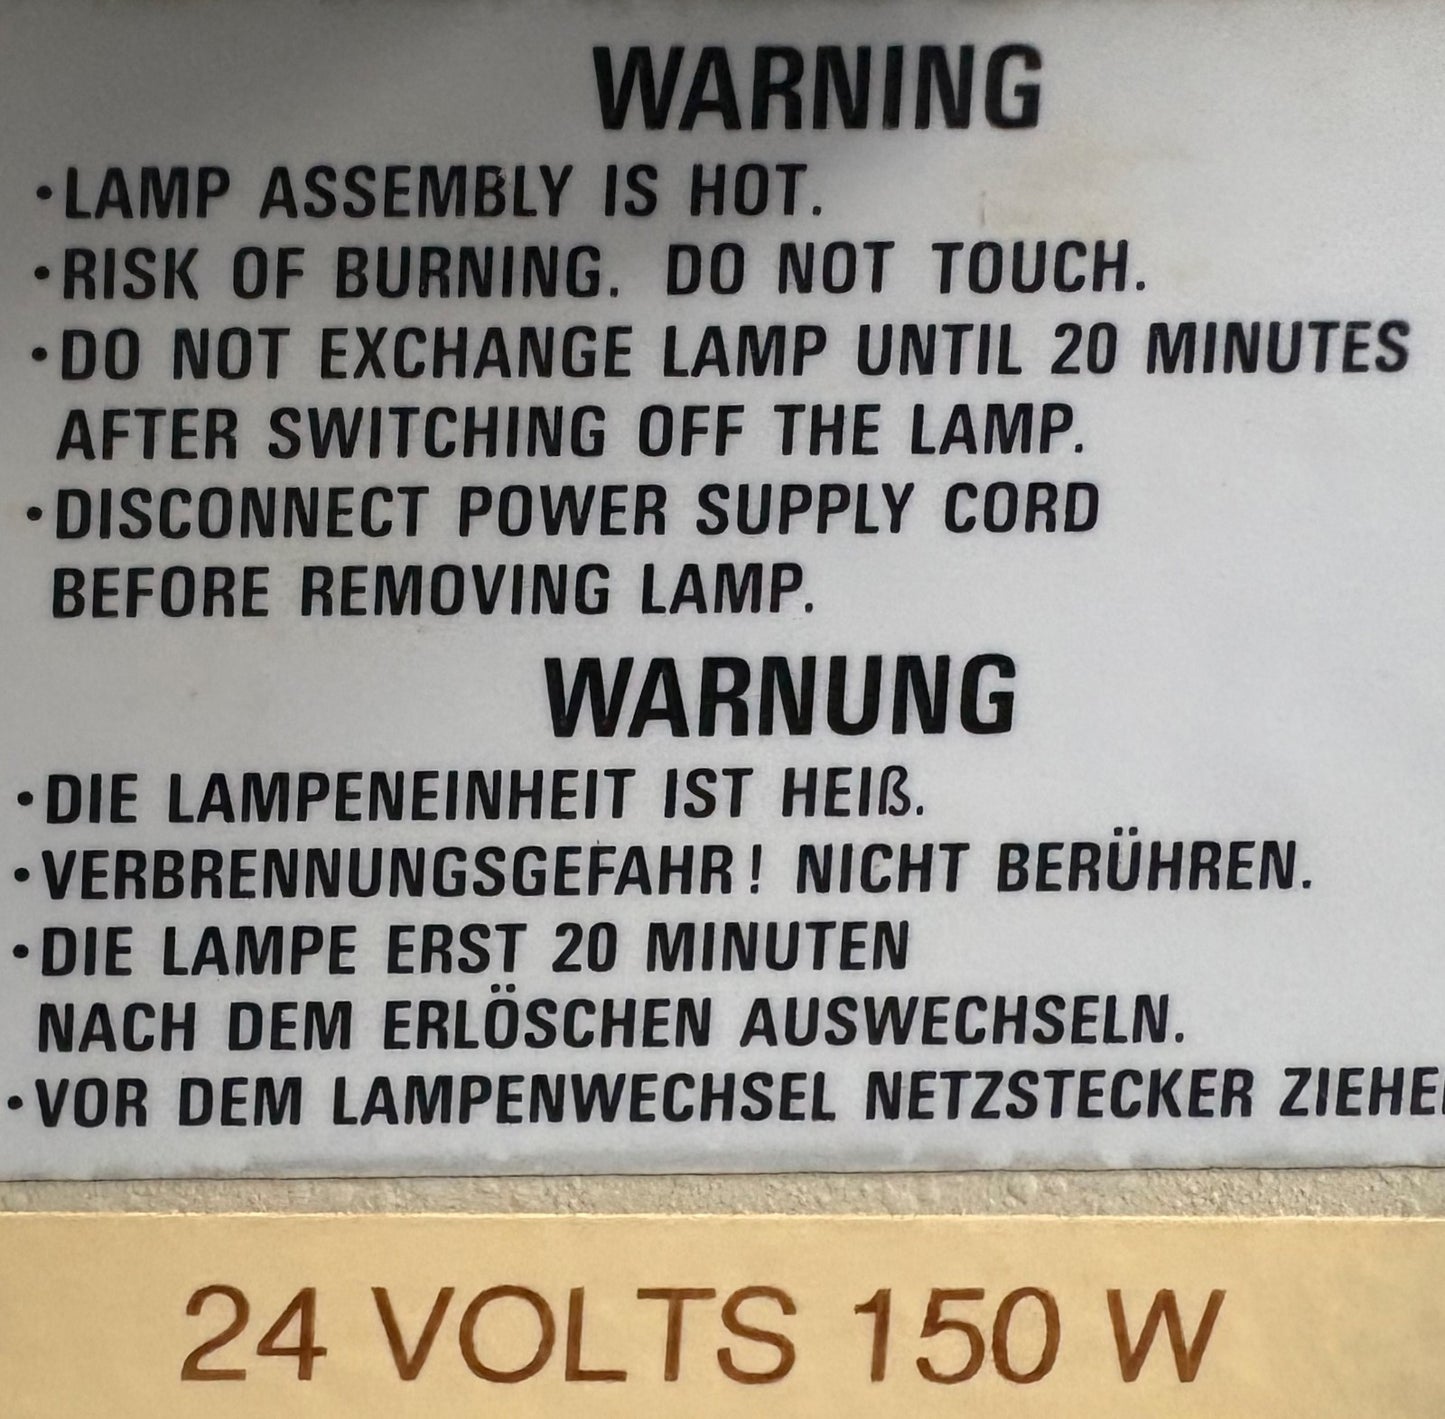 WARNING
·LAMP ASSEMBLY IS HOT.
·RISK OF BURNING. DO NOT TOUCH.
·DO NOT EXCHANGE LAMP UNTIL 20 MINUTES
AFTER SWITCHING OFF THE LAMP.
·DISCONNECT POWER SUPPLY CORD
BEFORE REMOVING LAMP.
WARNUNG
·DIE LAMPENEINHEIT IST HEIß.
·VERBRENNUNGSGEFAHR! NICHT BERÜHREN.
·DIE LAMPE ERST 20 MINUTEN
NACH DEM ERLÖSCHEN AUSWECHSELN.
·VOR DEM LAMPENWECHSEL NETZSTECKER ZIEHE
24 VOLTS 150 W